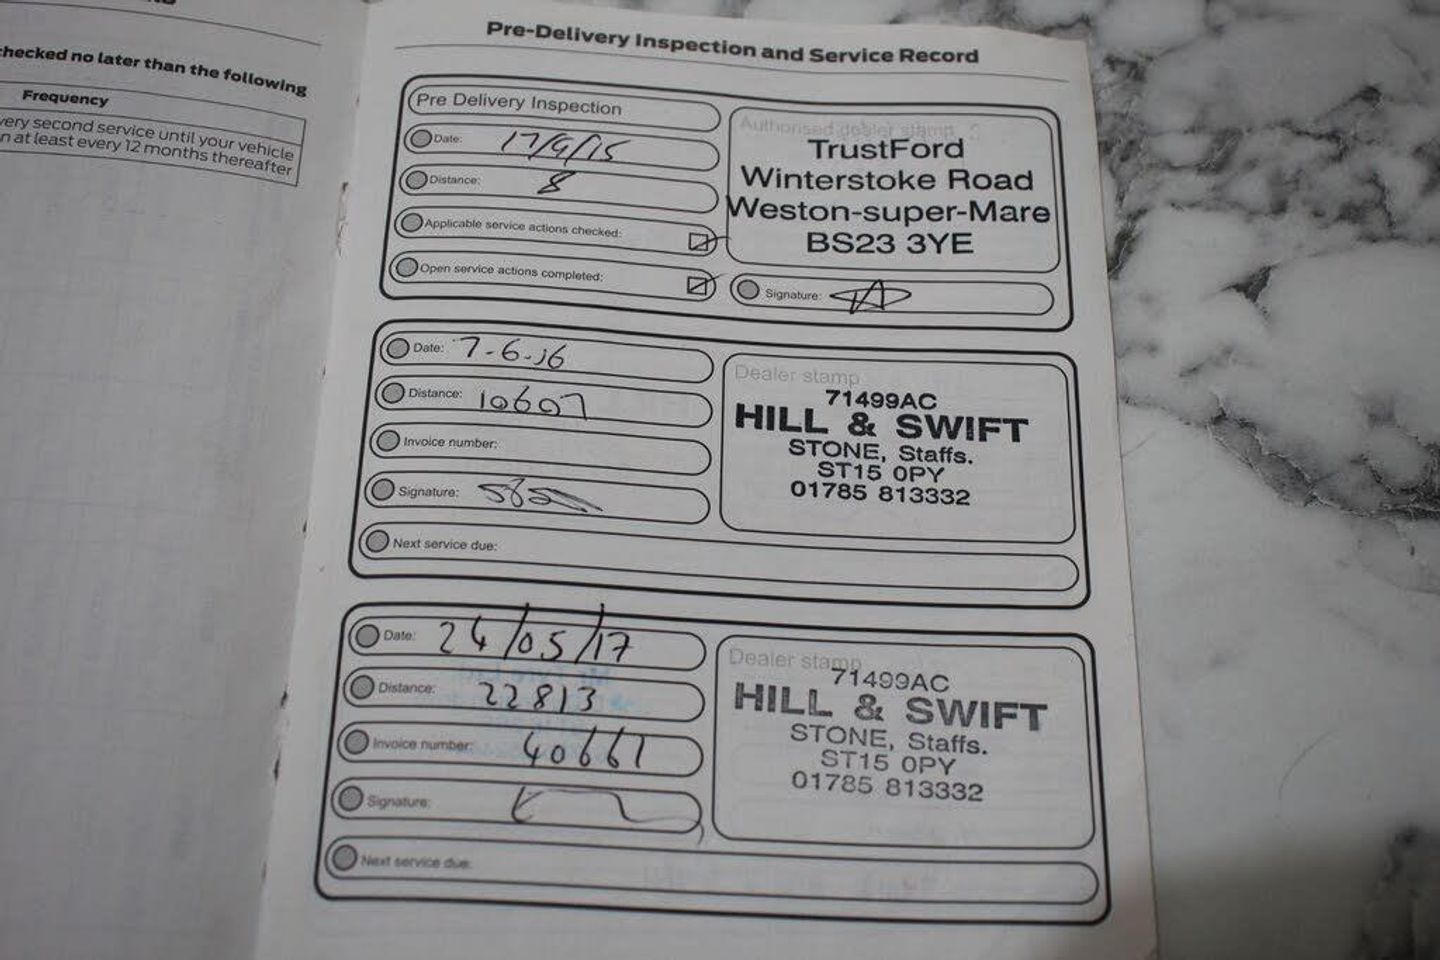 checked no later than the following
Frequency
very second service until your vehicle
n at least every 12 months thereafter
Pre-Delivery Inspection and Service Record
Pre Delivery Inspection
Date: 17/9/15
Distance: 8
Applicable service actions checked:
Open service actions completed:
Authorised dealer stamp
TrustFord
Winterstoke Road
Weston-super-Mare
BS23 3YE
Signature:
Date: 7-6-16
Distance: 10607
Invoice number:
Signature:
Next service due:
Dealer stamp
71499AC
HILL & SWIFT
STONE, Staffs.
ST15 0PY
01785 813332
Date: 24/05/17
Distance: 22813
Invoice number: 40661
Signature:
Next service due:
Dealer stamp
71499AC
HILL & SWIFT
STONE, Staffs.
ST15 0PY
01785 813332